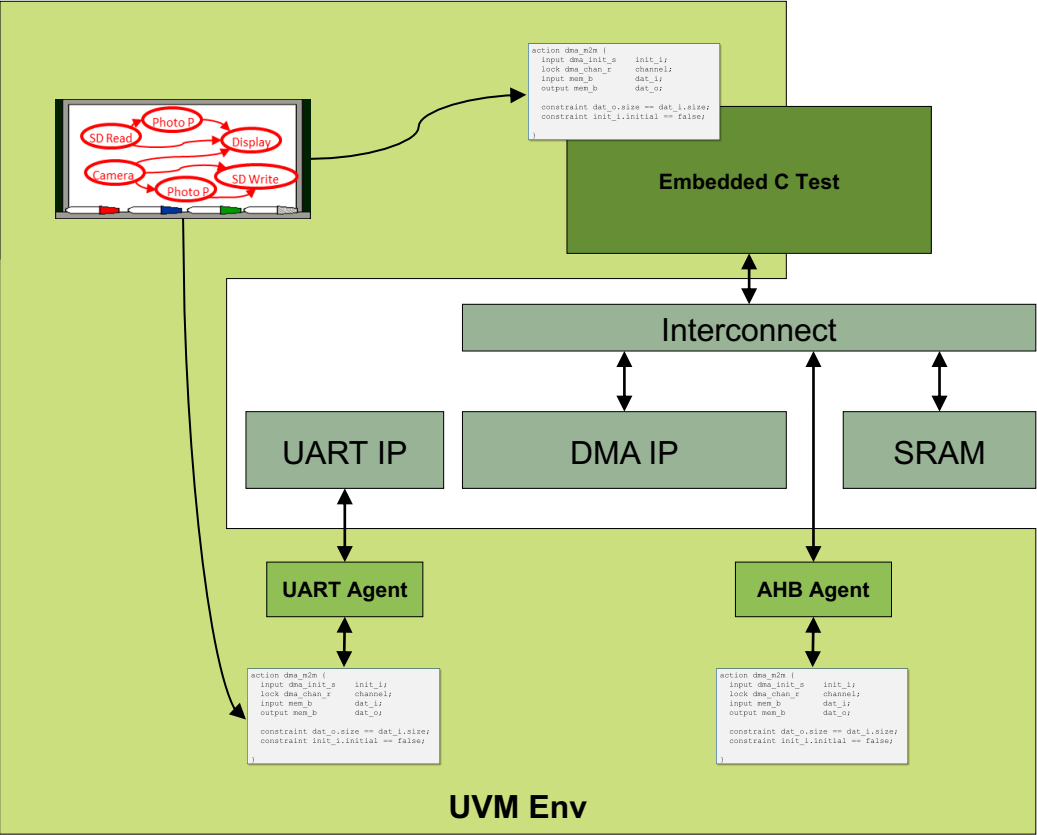 action dma_m2m {
input dma_init_s init_i;
lock dma_chan_r channel;
input mem_b dat_i;
output mem_b dat_o;
constraint dat_o.size == dat_i.size;
constraint init_i.initial == false;
}
Photo P
SD Read
Display
Camera
SD Write
Photo P
Embedded C Test
Interconnect
UART IP
DMA IP
SRAM
UART Agent
AHB Agent
action dma_m2m {
input dma_init_s init_i;
lock dma_chan_r channel;
input mem_b dat_i;
output mem_b dat_o;
constraint dat_o.size == dat_i.size;
constraint init_i.initial == false;
}
action dma_m2m {
input dma_init_s init_i;
lock dma_chan_r channel;
input mem_b dat_i;
output mem_b dat_o;
constraint dat_o.size == dat_i.size;
constraint init_i.initial == false;
}
UVM Env